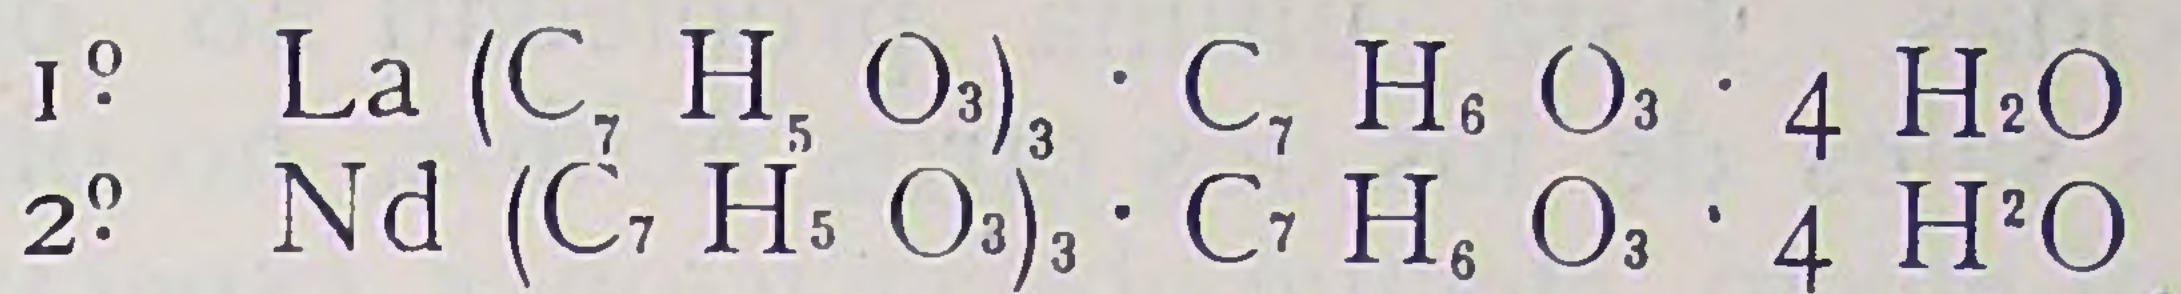 1º La (C₇ H₅ O₃)₃ · C₇ H₆ O₃ · 4 H₂O
2º Nd (C₇ H₅ O₃)₃ · C₇ H₆ O₃ · 4 H²O